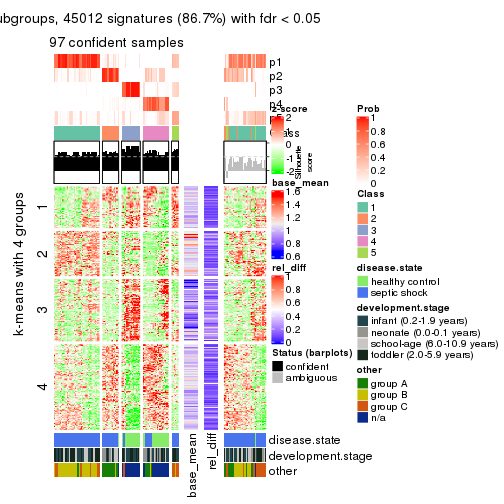 ubgroups, 45012 signatures (86.7%) with fdr < 0.05
97 confident samples
p1
p2
p3
p4
z-score
2
1
-1
-2
Silhouette
score
Prob
1
0.8
0.6
0.4
0.2
0
base_mean
1.6
1.4
1.2
1
0.8
0.6
Class
1
2
3
4
5
k-means with 4 groups
1
2
3
4
rel_diff
1
0.8
0.6
0.4
0.2
0
disease.state
healthy control
septic shock
development.stage
infant (0.2-1.9 years)
neonate (0.0-0.1 years)
school-age (6.0-10.9 years)
toddler (2.0-5.9 years)
Status (barplots)
confident
ambiguous
other
group A
group B
group C
n/a
disease.state
development.stage
other
base_mean
rel_diff